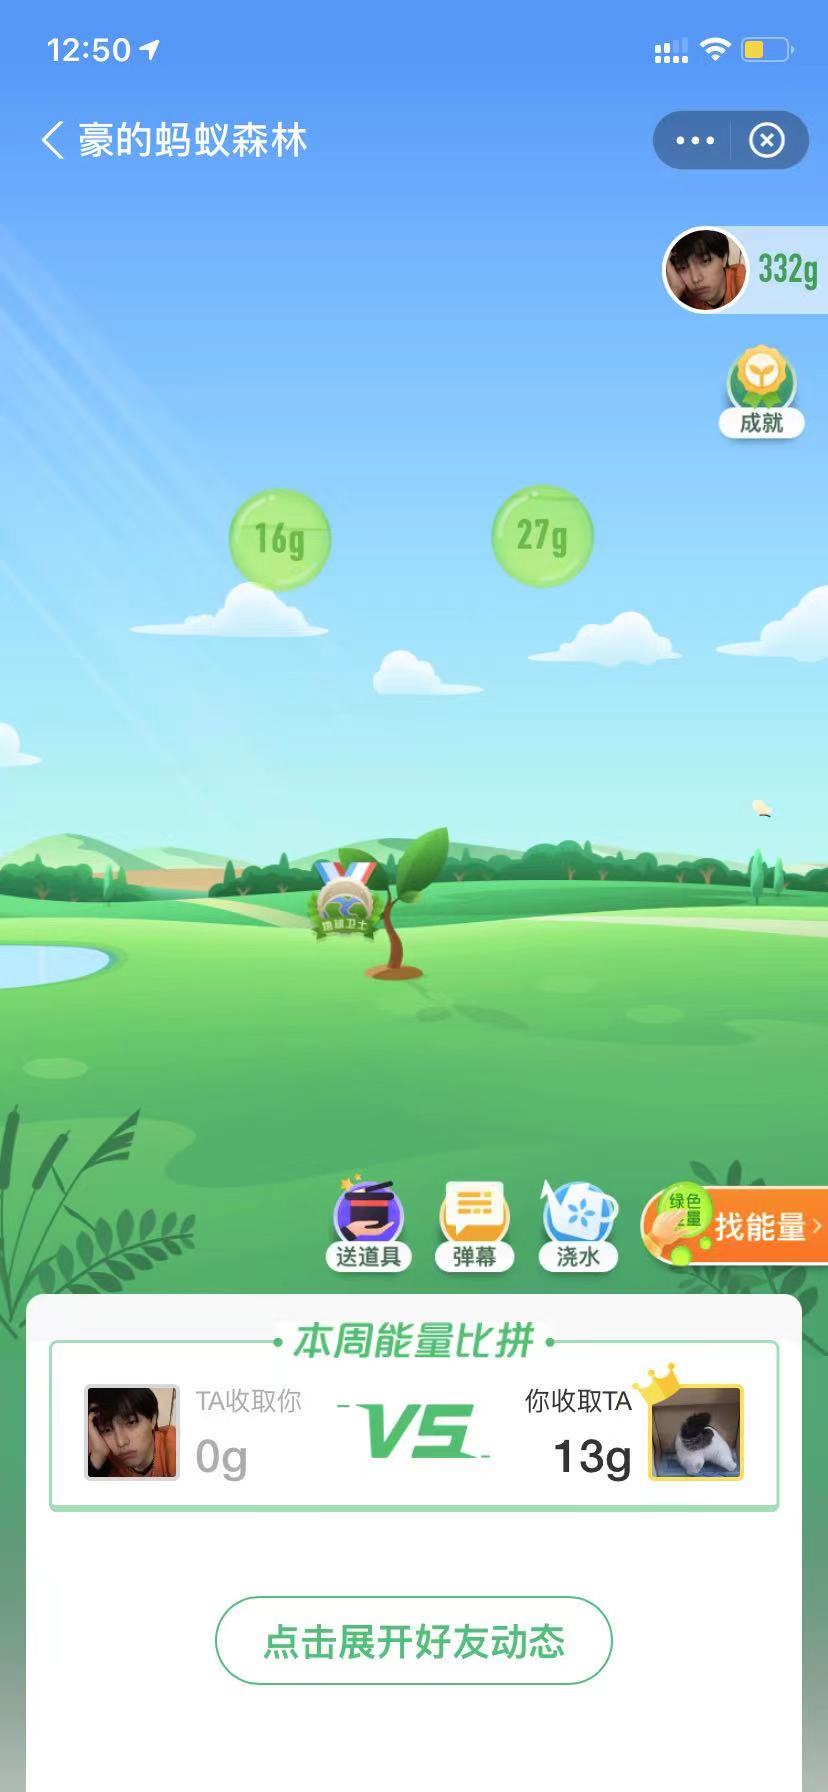 12:50
豪的蚂蚁森林
332g
成就
16g
27g
地球卫士
送道具
弹幕
浇水
绿色
量
找能量
本周能量比拼
TA收取你
0g
VS
你收取TA
13g
点击展开好友动态